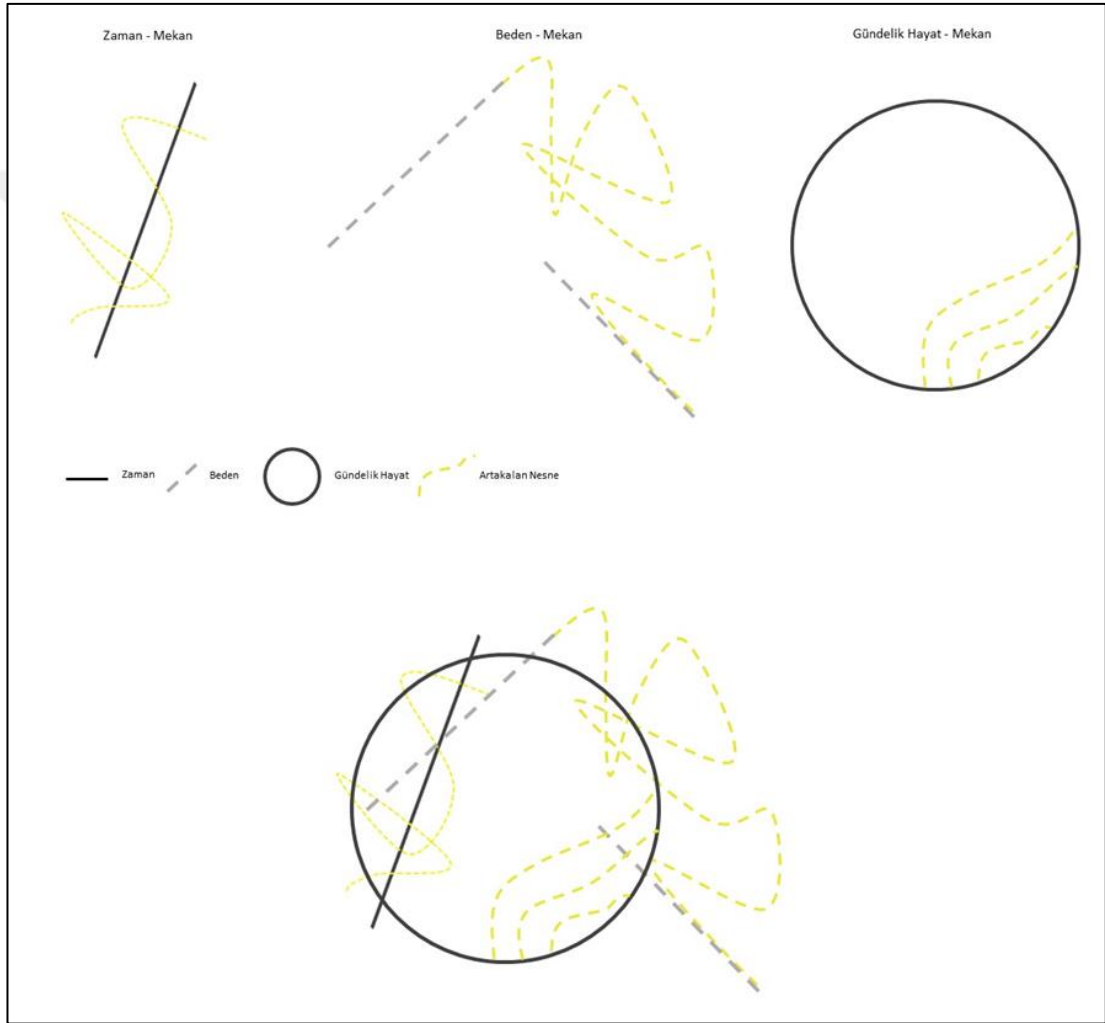 Zaman - Mekan
Beden - Mekan
Gündelik Hayat - Mekan
Zaman
Beden
Gündelik Hayat
Artakalan Nesne